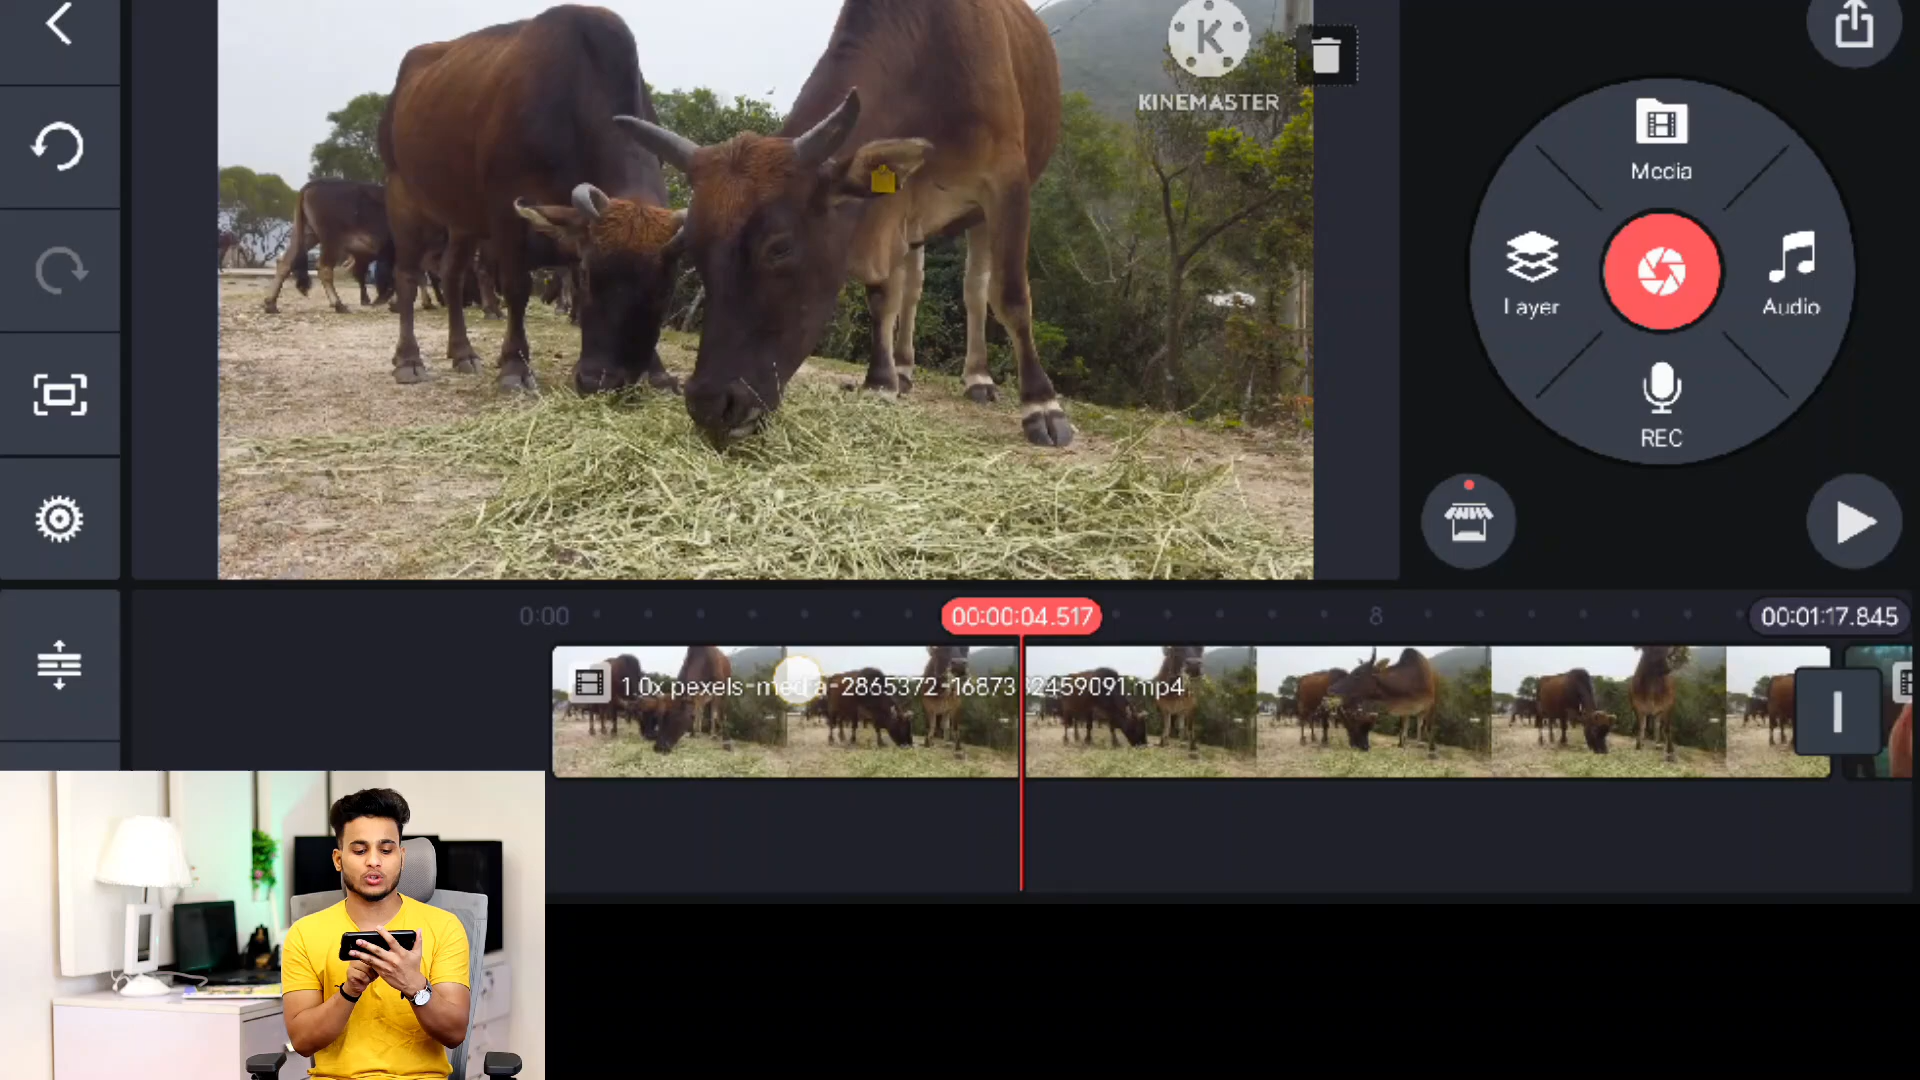 K
KINEMASTER
Media
Layer
Audio
REC
0:00
00:00:04.517
8
00:01:17.845
1.0x pexels-media-2865372-16873 32459091.mp4